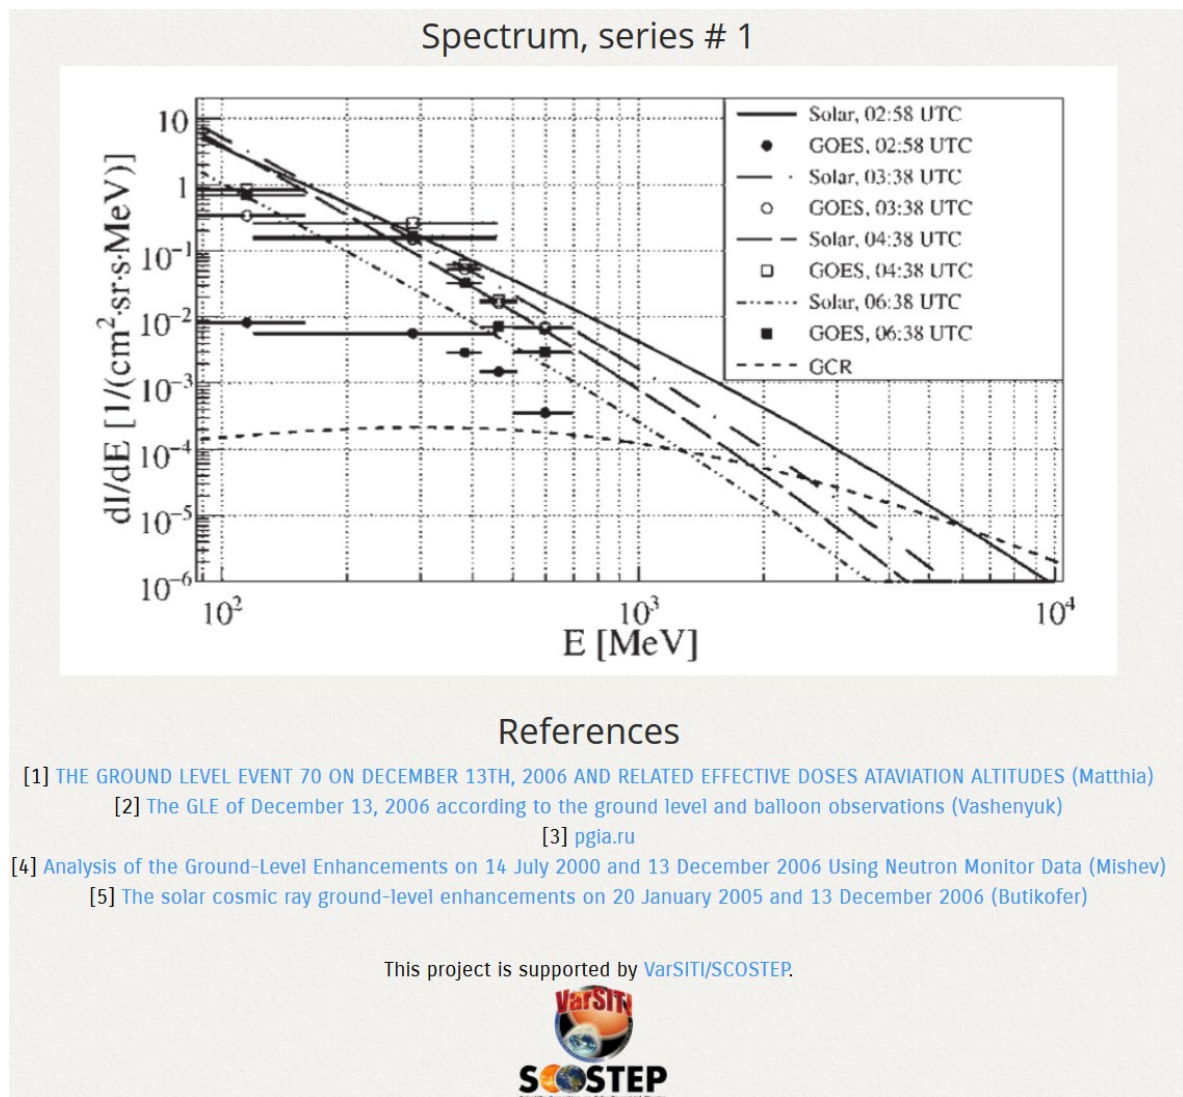 Spectrum, series # 1
Solar, 02:58 UTC
GOES, 02:58 UTC
Solar, 03:38 UTC
GOES, 03:38 UTC
Solar, 04:38 UTC
GOES, 04:38 UTC
Solar, 06:38 UTC
GOES, 06:38 UTC
GCR
dI/dE [1/(cm²·sr·s·MeV)]
10
1
10⁻¹
10⁻²
10⁻³
10⁻⁴
10⁻⁵
10⁻⁶
10² 10³ 10⁴
E [MeV]
References
[1] THE GROUND LEVEL EVENT 70 ON DECEMBER 13TH, 2006 AND RELATED EFFECTIVE DOSES ATAVIATION ALTITUDES (Matthia)
[2] The GLE of December 13, 2006 according to the ground level and balloon observations (Vashenyuk)
[3] pgia.ru
[4] Analysis of the Ground-Level Enhancements on 14 July 2000 and 13 December 2006 Using Neutron Monitor Data (Mishev)
[5] The solar cosmic ray ground-level enhancements on 20 January 2005 and 13 December 2006 (Butikofer)
This project is supported by VarSITI/SCOSTEP.
VarSITI
SCOSTEP